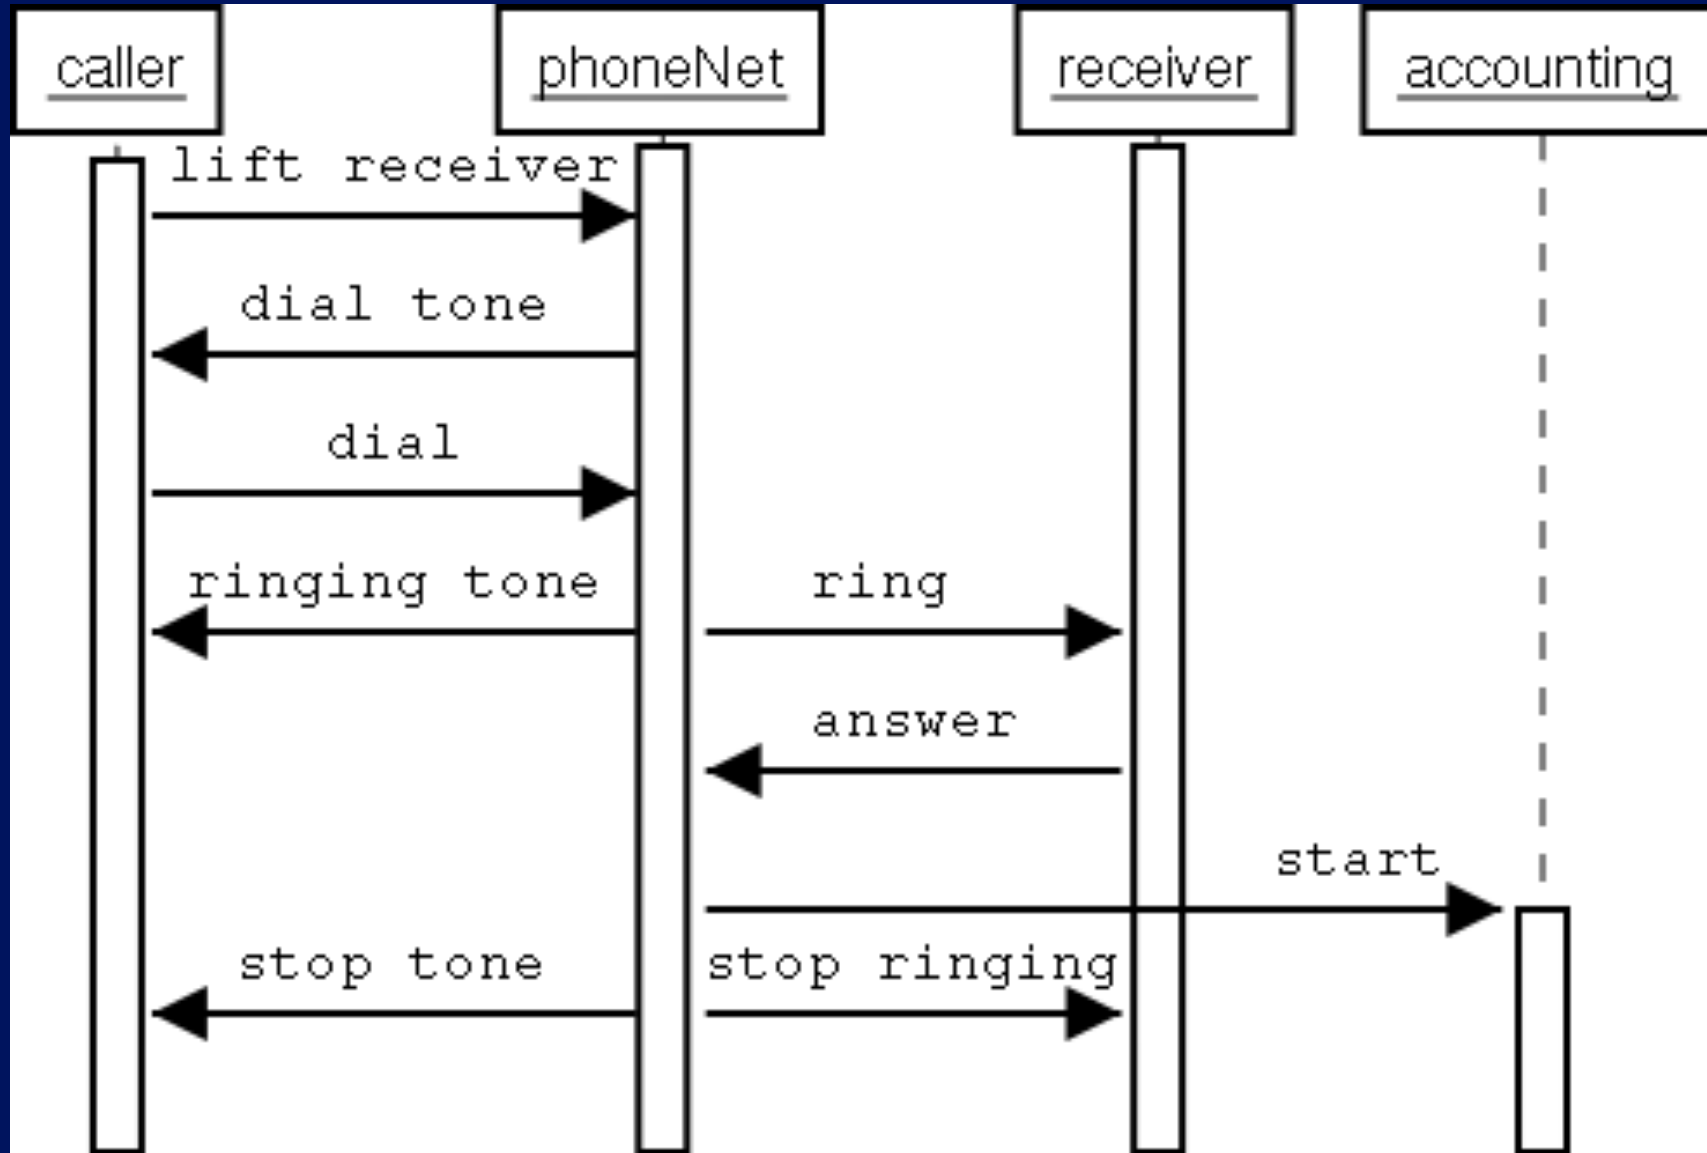 caller
phoneNet
receiver
accounting
lift receiver
dial tone
dial
ringing tone
ring
answer
start
stop tone
stop ringing